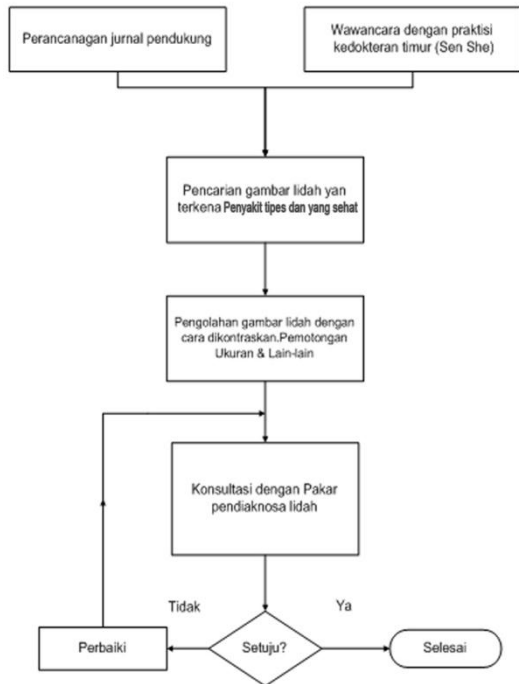 Perancanagan jurnal pendukung
Wawancara dengan praktisi
kedokteran timur (Sen She)
Pencarian gambar lidah yan
terkena Penyakit tipes dan yang sehat
Pengolahan gambar lidah dengan
cara dikontraskan.Pemotongan
Ukuran & Lain-lain
Konsultasi dengan Pakar
pendiaknosa lidah
Tidak
Ya
Perbaiki
Setuju?
Selesai